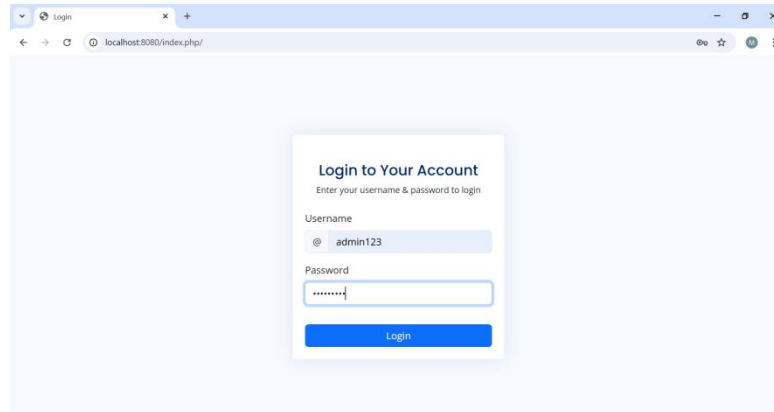 Login
localhost:8080/index.php/
M
Login to Your Account
Enter your username & password to login
Username
@ admin123
Password
•••••••••
Login